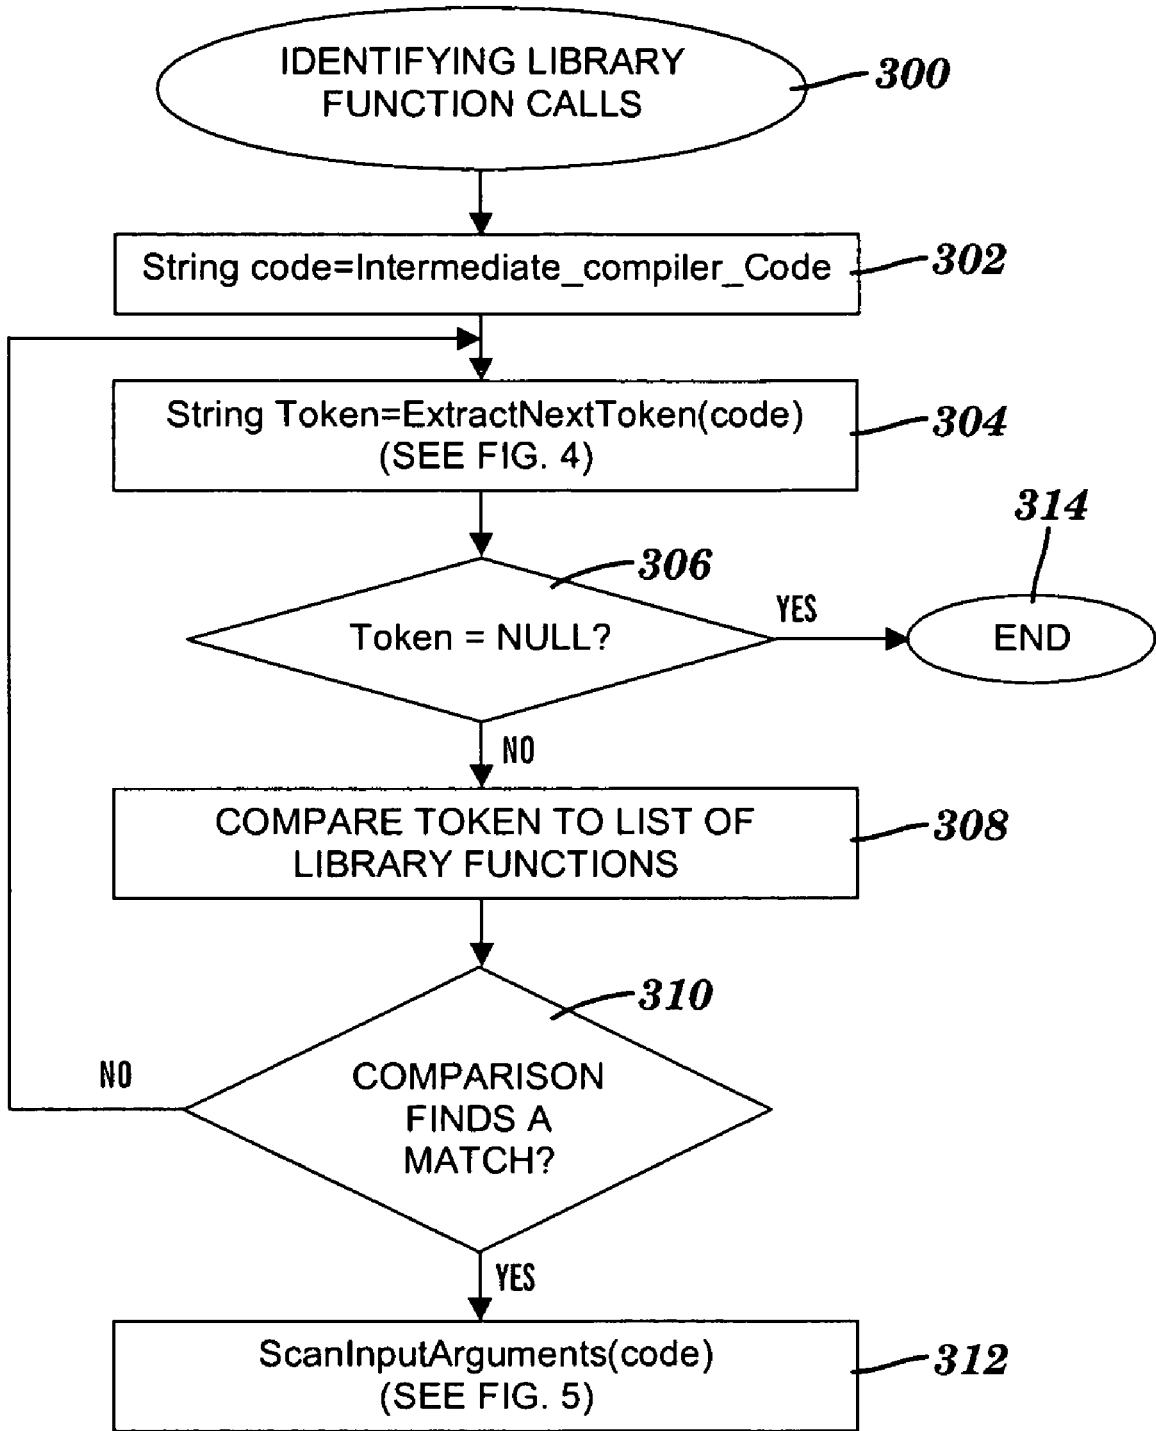 IDENTIFYING LIBRARY
FUNCTION CALLS
300
String code=Intermediate_compiler_Code
302
String Token=ExtractNextToken(code)
(SEE FIG. 4)
304
306
Token = NULL?
YES
314
END
NO
COMPARE TOKEN TO LIST OF
LIBRARY FUNCTIONS
308
310
NO
COMPARISON
FINDS A
MATCH?
YES
ScanInputArguments(code)
(SEE FIG. 5)
312